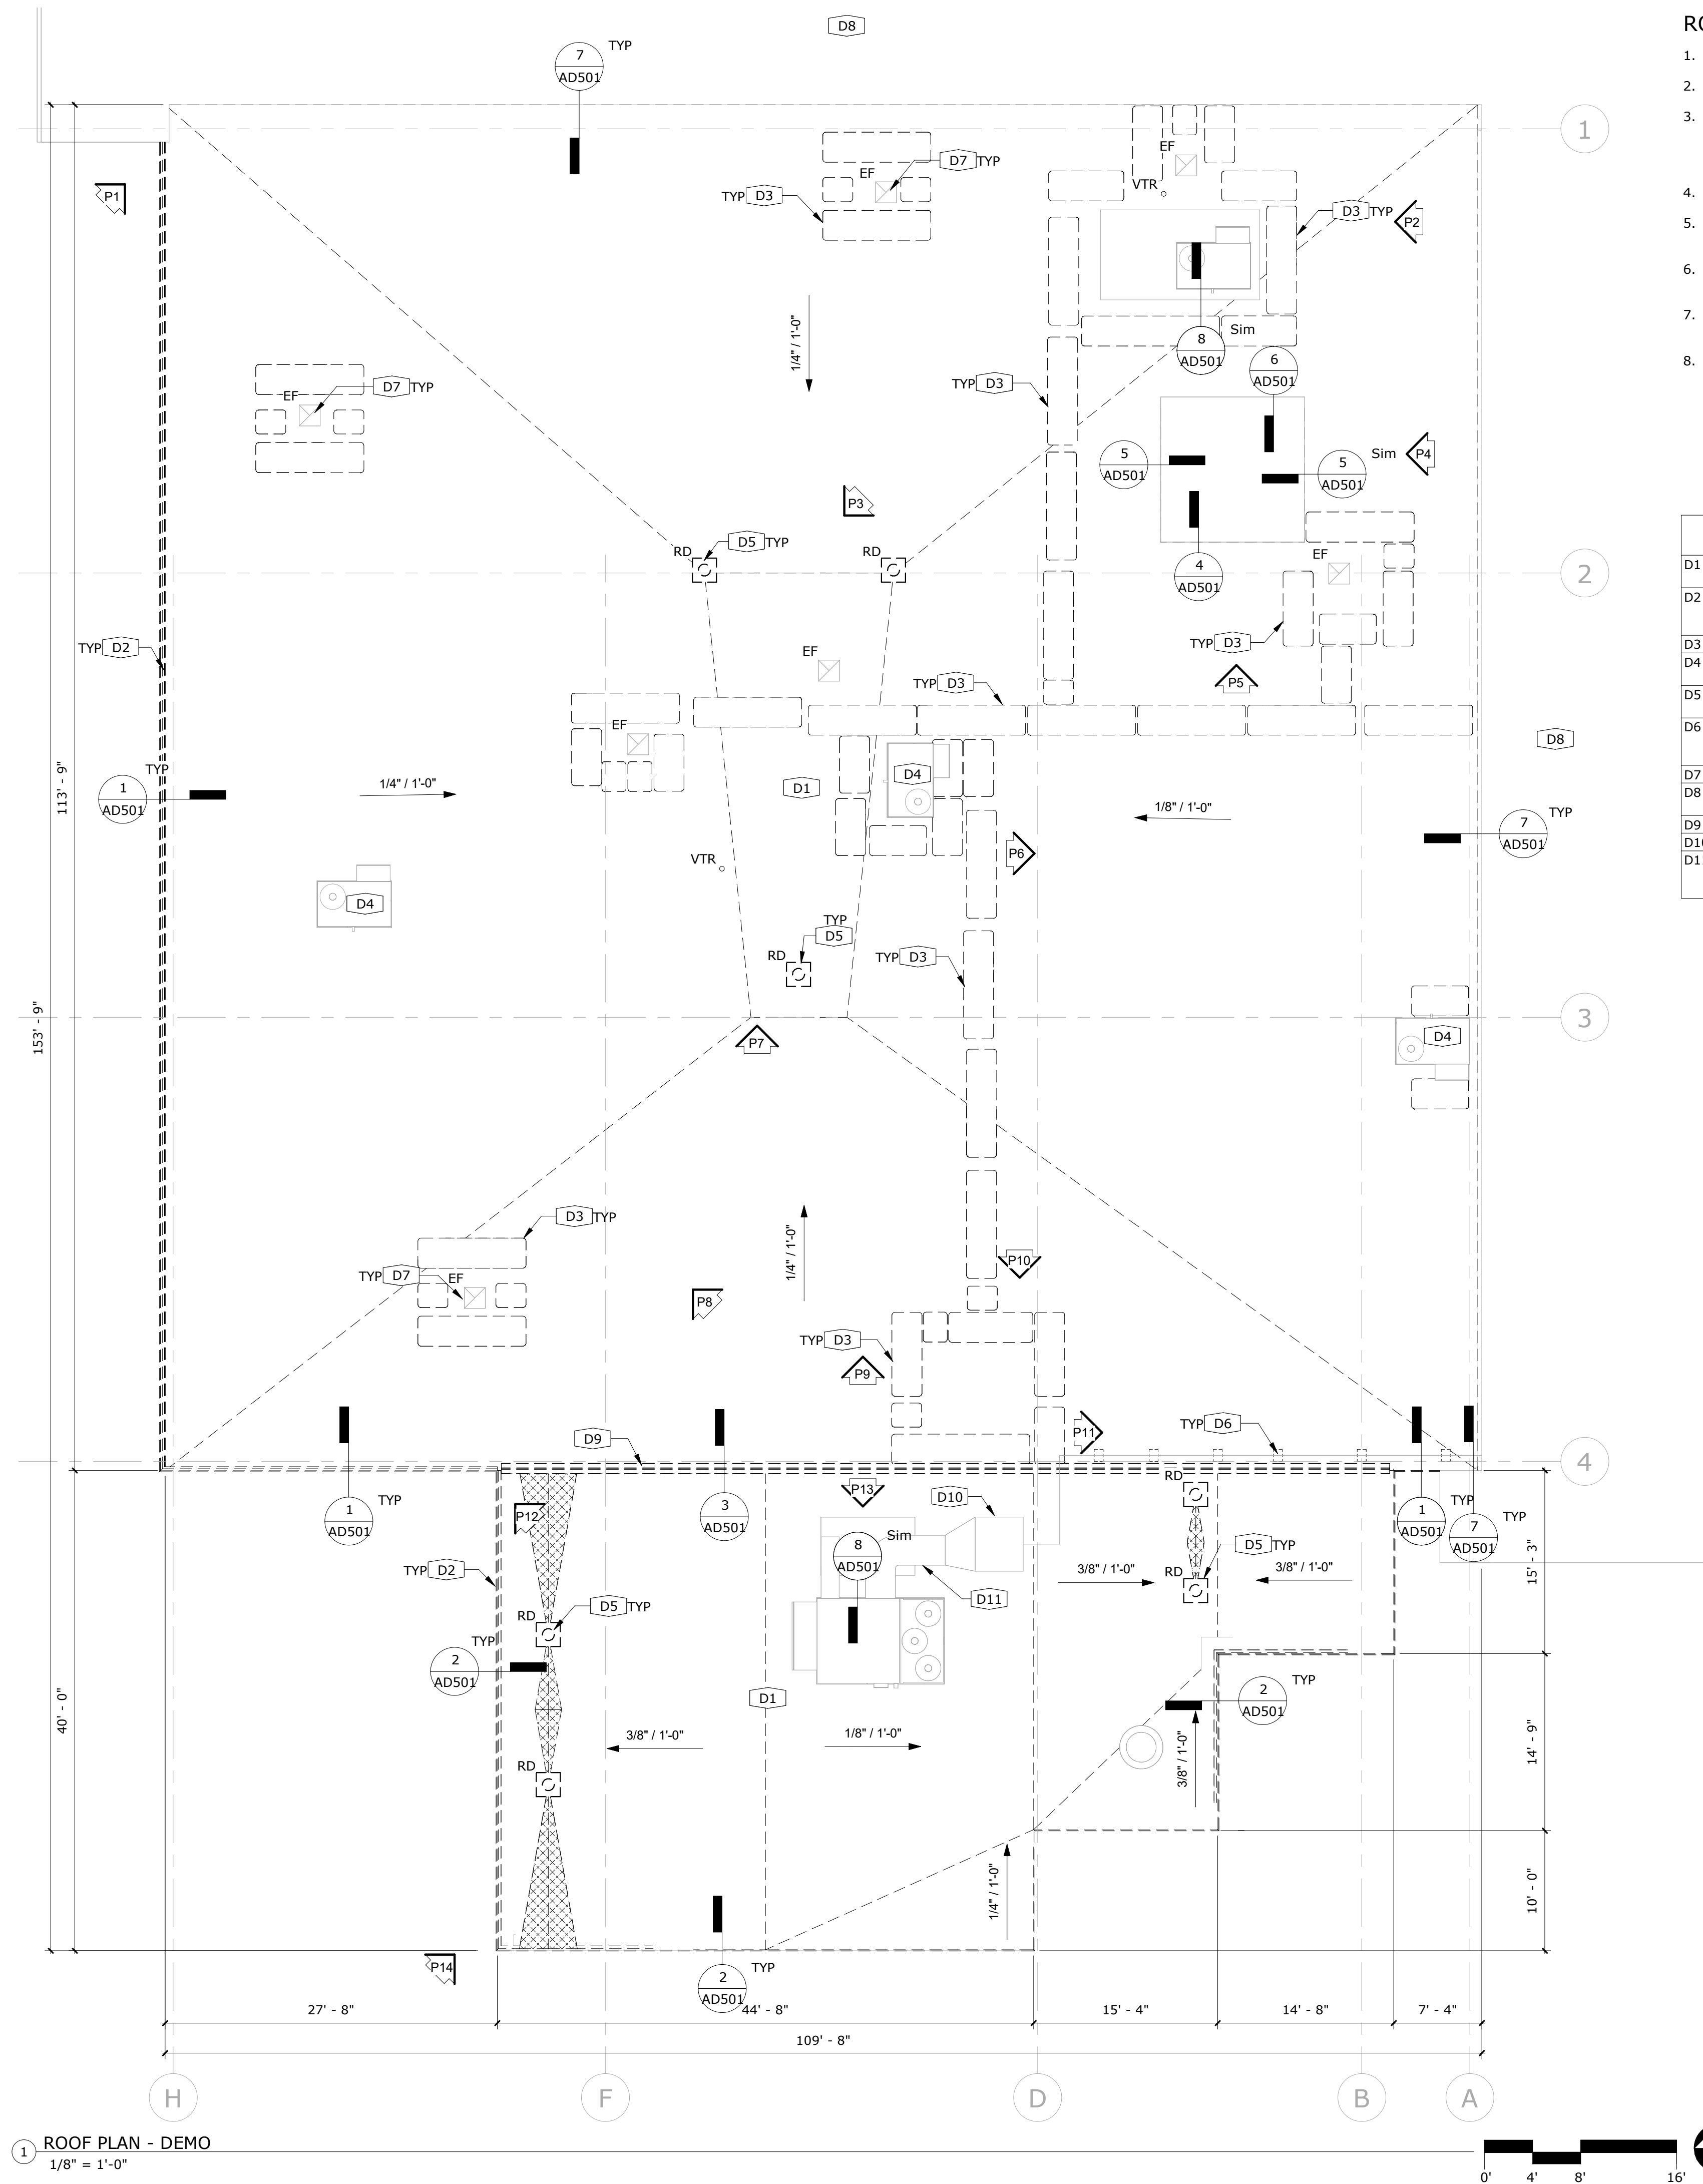 D8
7
AD501
TYP
RO
1.
2.
3.
4.
5.
6.
7.
8.
1
P1
EF
D7 TYP
TYP D3
EF
VTR
D3 TYP
P2
1/4" / 1'-0"
8
AD501
Sim
6
AD501
EF
D7 TYP
TYP D3
5
AD501
5
AD501
Sim
P4
P3
RD
D5 TYP
RD
4
AD501
EF
2
D1
D2
D3
D4
D5
D6
D7
D8
D9
D10
D1
TYP D2
EF
TYP D3
P5
TYP D3
EF
D8
TYP
1
AD501
1/4" / 1'-0"
D1
D4
1/8" / 1'-0"
TYP
7
AD501
113' - 9"
VTR
P6
D4
TYP
D5
RD
TYP D3
153' - 9"
3
D4
P7
D3 TYP
1/4" / 1'-0"
TYP D7
EF
P10
P8
TYP D3
P9
D9
P11
TYP D6
4
RD
1
AD501
TYP
P12
3
AD501
P13
D10
TYP
1
AD501
TYP
7
AD501
8
AD501
Sim
TYP D2
D11
3/8" / 1'-0"
RD
D5 TYP
3/8" / 1'-0"
15' - 3"
RD
D5 TYP
TYP
2
AD501
D1
TYP
2
AD501
40' - 0"
3/8" / 1'-0"
1/8" / 1'-0"
3/8" / 1'-0"
14' - 9"
RD
1/4" / 1'-0"
10' - 0"
P14
TYP
2
AD501
27' - 8"
44' - 8"
15' - 4"
14' - 8"
7' - 4"
109' - 8"
H
F
D
B
A
1
ROOF PLAN - DEMO
1/8" = 1'-0"
0'
4'
8'
16'